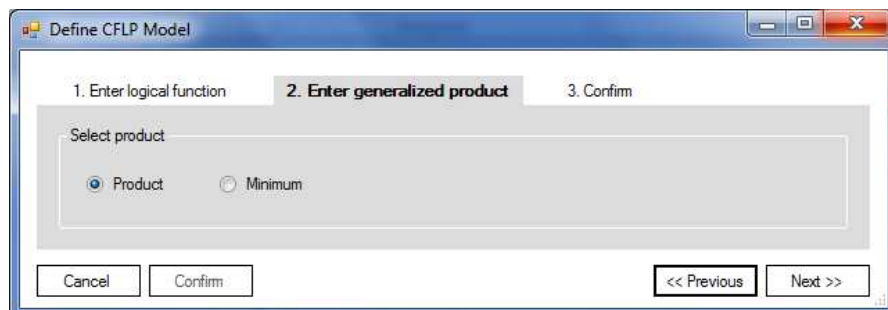 Define CFLP Model
1. Enter logical function 2. Enter generalized product 3. Confirm
Select product
Product Minimum
Cancel Confirm << Previous Next >>